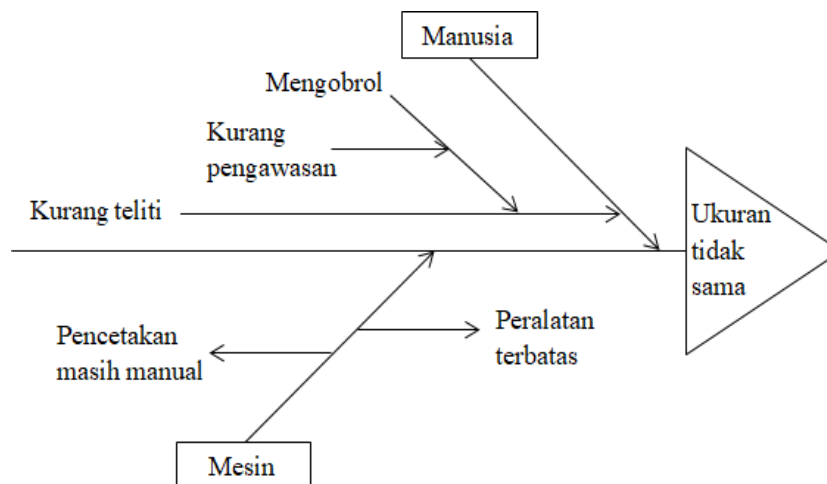 Manusia
Mengobrol
Kurang
pengawasan
Kurang teliti
Ukuran
tidak
sama
Pencetakan
masih manual
Peralatan
terbatas
Mesin